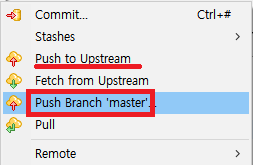 Commit... Ctrl+#
Stashes
Push to Upstream
Fetch from Upstream
Push Branch 'master'...
Pull
Remote